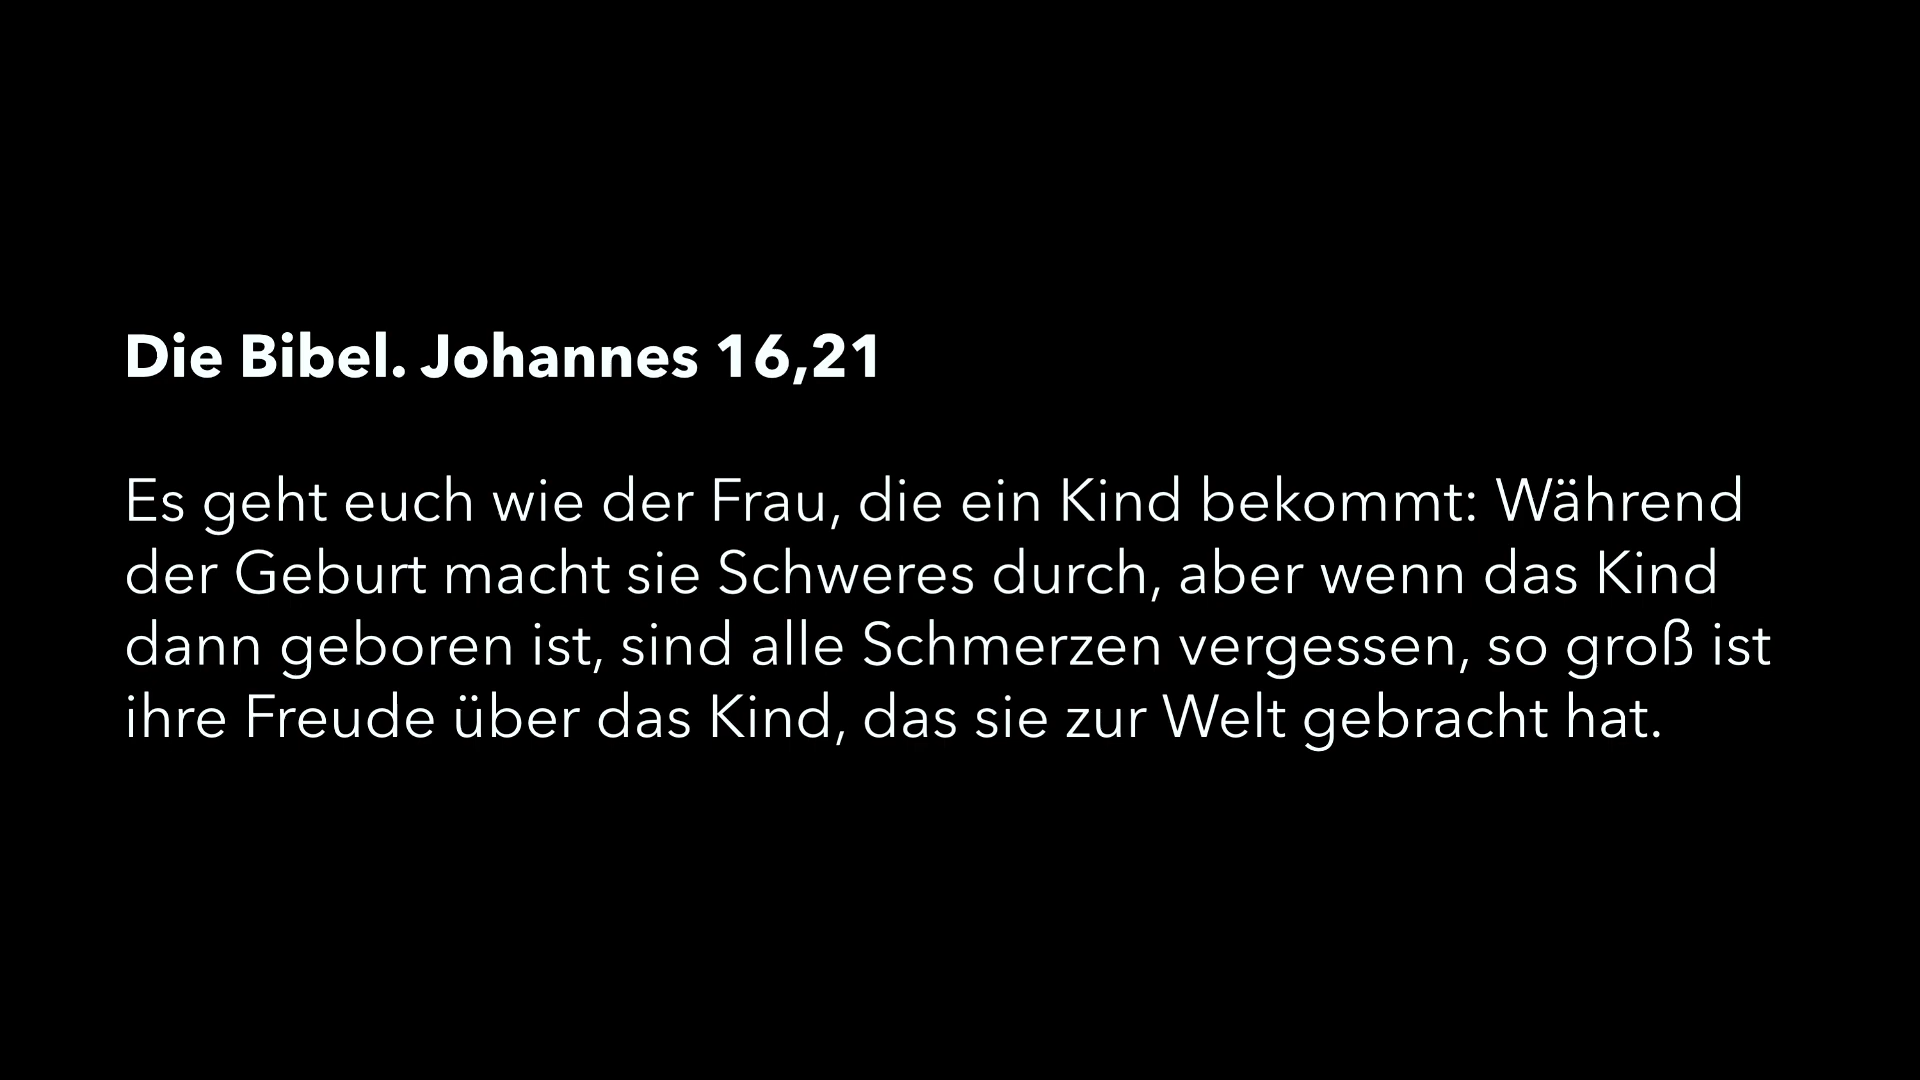 Die Bibel. Johannes 16,21
Es geht euch wie der Frau, die ein Kind bekommt: Während
der Geburt macht sie Schweres durch, aber wenn das Kind
dann geboren ist, sind alle Schmerzen vergessen, so groß ist
ihre Freude über das Kind, das sie zur Welt gebracht hat.